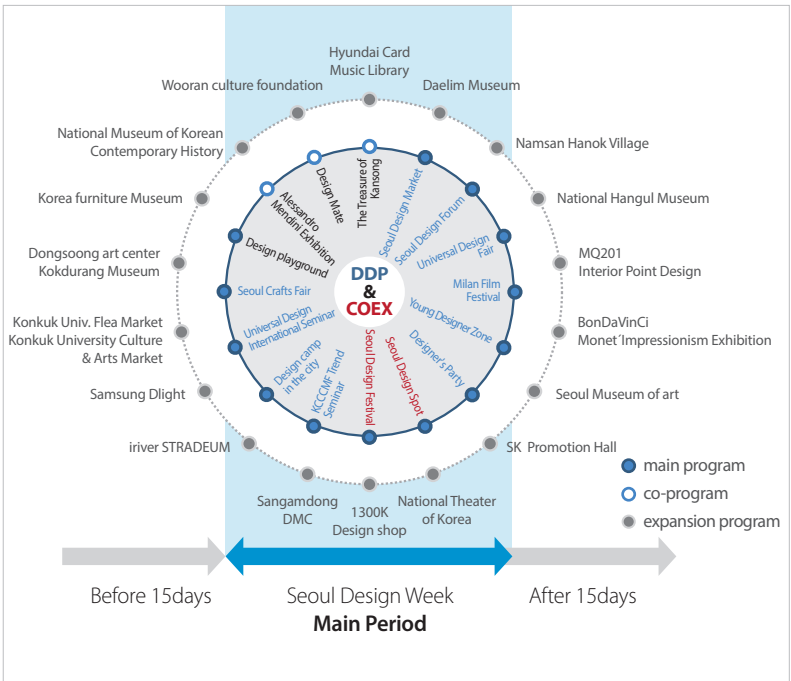 Hyundai Card
Music Library
Wooran culture foundation
Daelim Museum
National Museum of Korean
Contemporary History
Namsan Hanok Village
Korea furniture Museum
National Hangul Museum
Dongsoong art center
Kokdurang Museum
MQ201
Interior Point Design
Konkuk Univ. Flea Market
Konkuk University Culture
& Arts Market
BonDaVinCi
Monet´Impressionism Exhibition
Samsung Dlight
Seoul Museum of art
iriver STRADEUM
SK Promotion Hall
Sangamdong
DMC
1300K
Design shop
National Theater
of Korea
The Treasure of
Kansong
Seoul Design Market
Seoul Design Forum
Universal Design
Fair
Milan Film
Festival
Young Designer Zone
Designer's Party
Seoul Design Spot
Seoul Design Festival
KCCCMF Trend
Seminar
Design camp
in the city
Universal Design
International Seminar
Seoul Crafts Fair
Design playground
Alessandro
Mendini Exhibition
Design Mate
DDP
&
COEX
main program
co-program
expansion program
Before 15days
Seoul Design Week
Main Period
After 15days